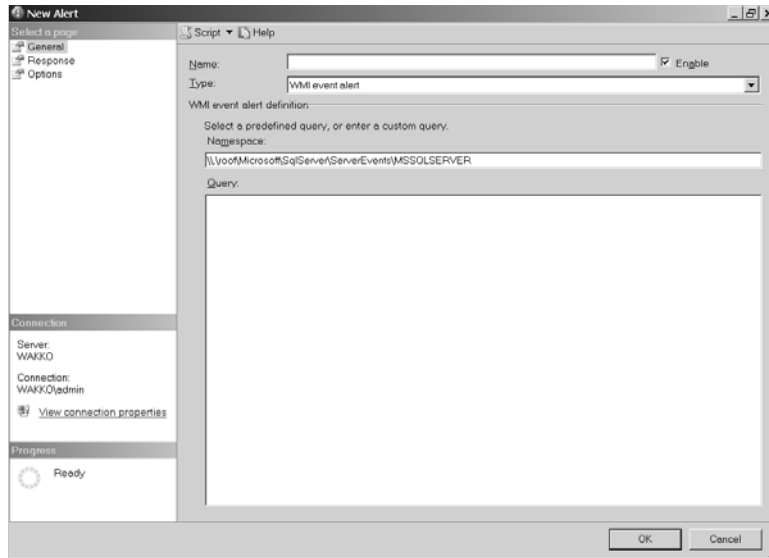 New Alert
Select a page
General
Response
Options
Script Help
Name:
Enable
Type:
WMI event alert
WMI event alert definition
Select a predefined query, or enter a custom query.
Namespace:
\\.\root\Microsoft\SqlServer\ServerEvents\MSSQLSERVER
Query:
Connection
Server:
WAKKO
Connection:
WAKKO\admin
View connection properties
Progress
Ready
OK
Cancel